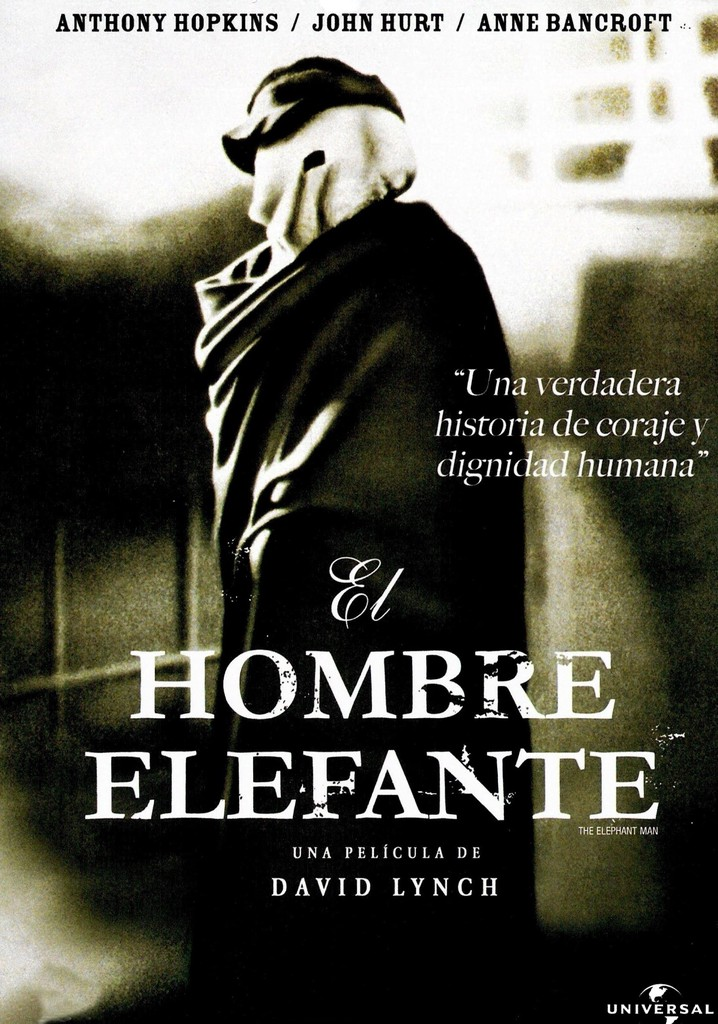 ANTHONY HOPKINS / JOHN HURT / ANNE BANCROFT
“Una verdadera
historia de coraje y
dignidad humana”
El
HOMBRE
ELEFANTE
THE ELEPHANT MAN
UNA PELÍCULA DE
DAVID LYNCH
UNIVERSAL